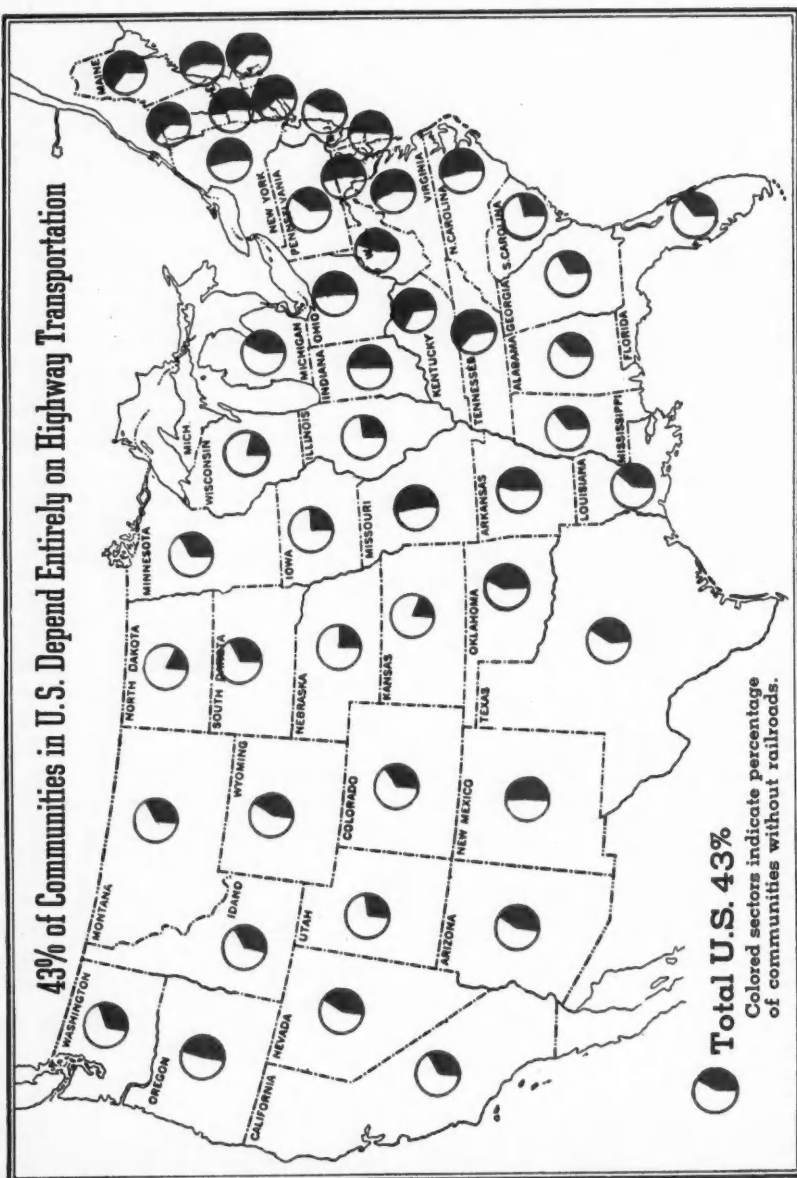 43% of Communities in U.S. Depend Entirely on Highway Transportation
WASHINGTON
OREGON
CALIFORNIA
NEVADA
IDAHO
MONTANA
WYOMING
UTAH
COLORADO
ARIZONA
NEW MEXICO
NORTH DAKOTA
SOUTH DAKOTA
NEBRASKA
KANSAS
OKLAHOMA
TEXAS
MINNESOTA
IOWA
MISSOURI
ARKANSAS
LOUISIANA
WISCONSIN
MICH.
ILLINOIS
MICHIGAN
INDIANA
OHIO
KENTUCKY
TENNESSEE
MISSISSIPPI
ALABAMA
GEORGIA
FLORIDA
S. CAROLINA
N. CAROLINA
VIRGINIA
PENNSYLVANIA
NEW YORK
MAINE
Total U.S. 43%
Colored sectors indicate percentage
of communities without railroads.